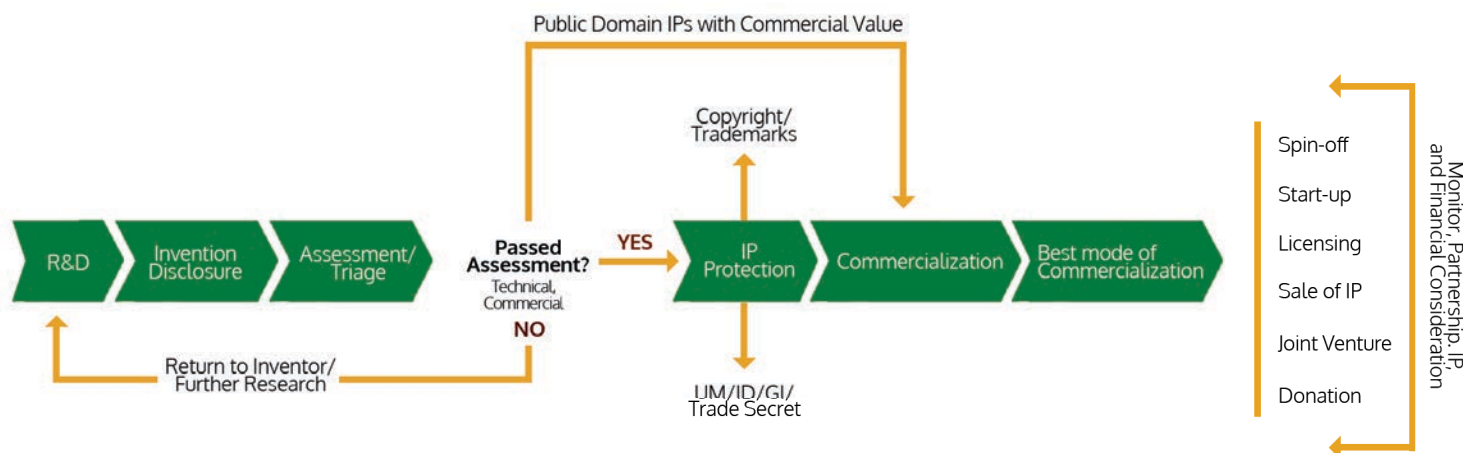 Public Domain IPs with Commercial Value
Copyright/
Trademarks
R&D
Invention
Disclosure
Assessment/
Triage
Passed
Assessment?
Technical,
Commercial
YES
NO
IP
Protection
Commercialization
Best mode of
Commercialization
Return to Inventor/
Further Research
UM/ID/GI/
Trade Secret
Spin-off
Start-up
Licensing
Sale of IP
Joint Venture
Donation
Monitor, Partnership, IP,
and Financial Consideration